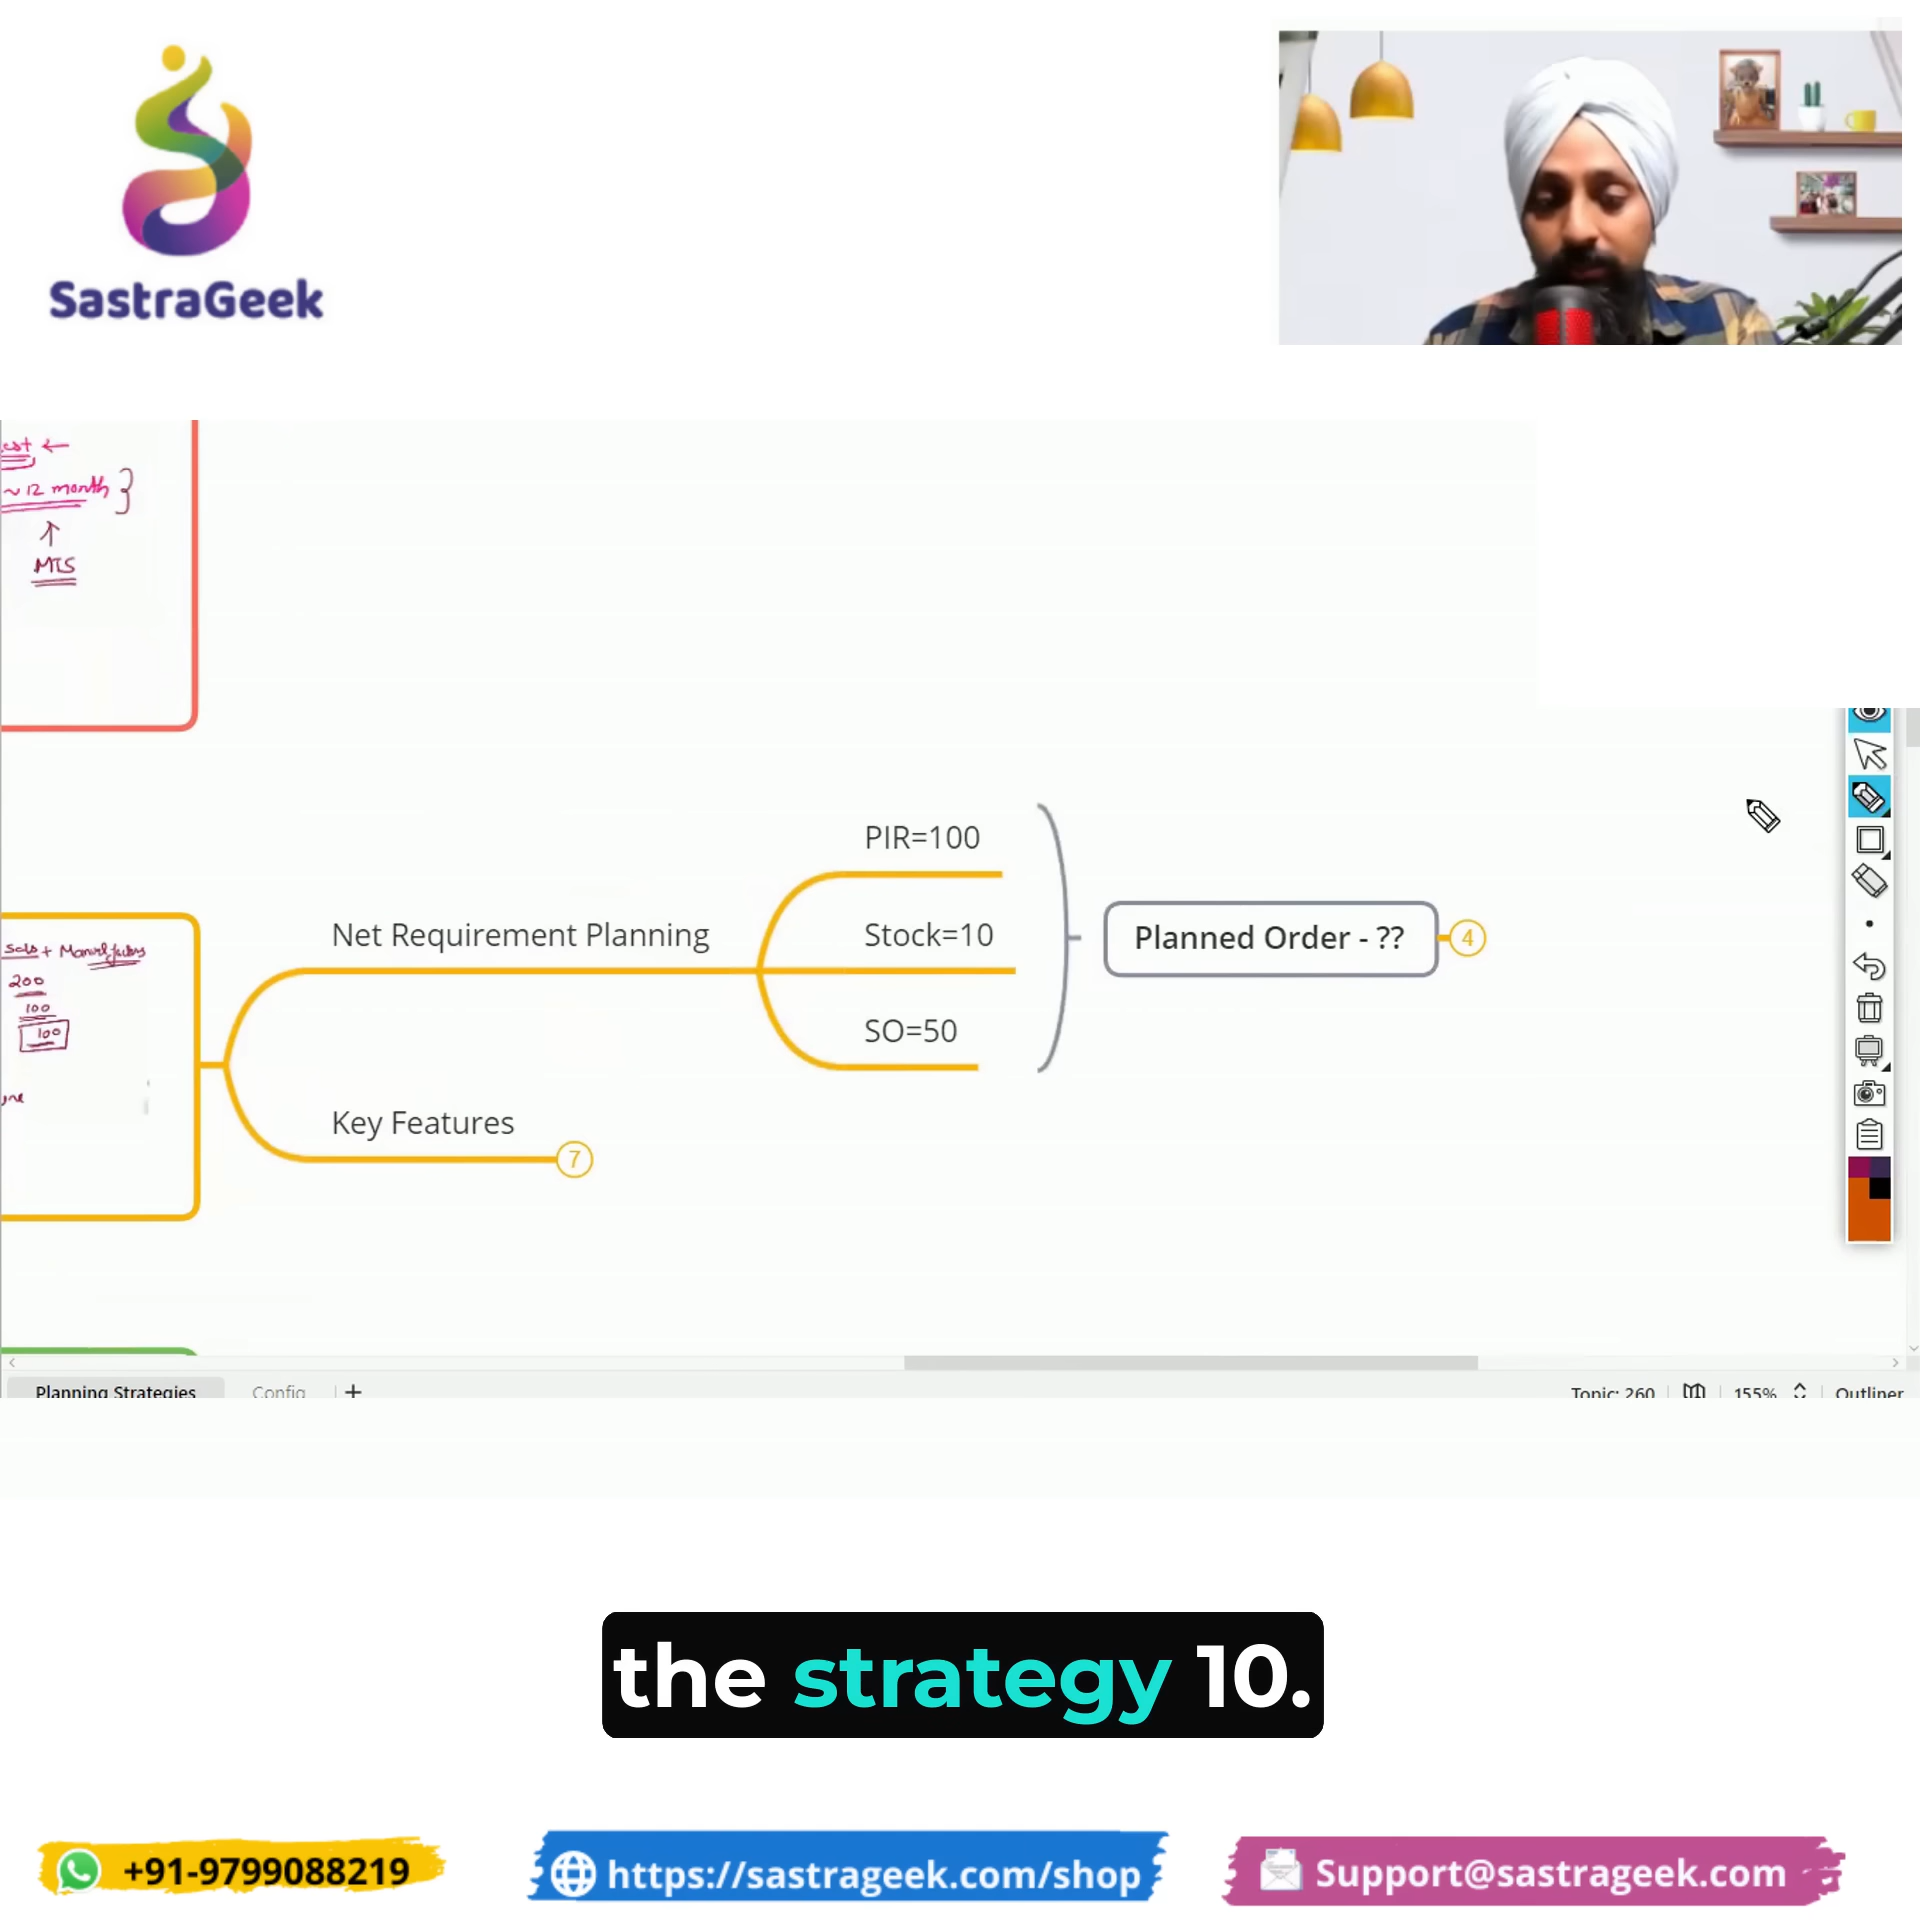 SastraGeek
~ 12 month }
MTS
PIR=100
Net Requirement Planning
Stock=10
Planned Order - ??
4
SO=50
Key Features
7
200
100
100
Planning Strategies
Config
+
Topic: 260
155%
Outliner
the strategy 10.
+91-9799088219
https://sastrageek.com/shop
Support@sastrageek.com